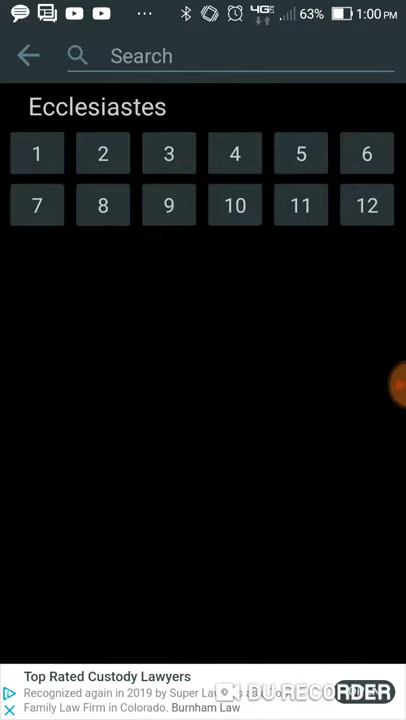 4G 63% 1:00 PM
Search
Ecclesiastes
1 2 3 4 5 6
7 8 9 10 11 12
Top Rated Custody Lawyers
Recognized again in 2019 by Super
Family Law Firm in Colorado. Burnham Law
DU RECORDER